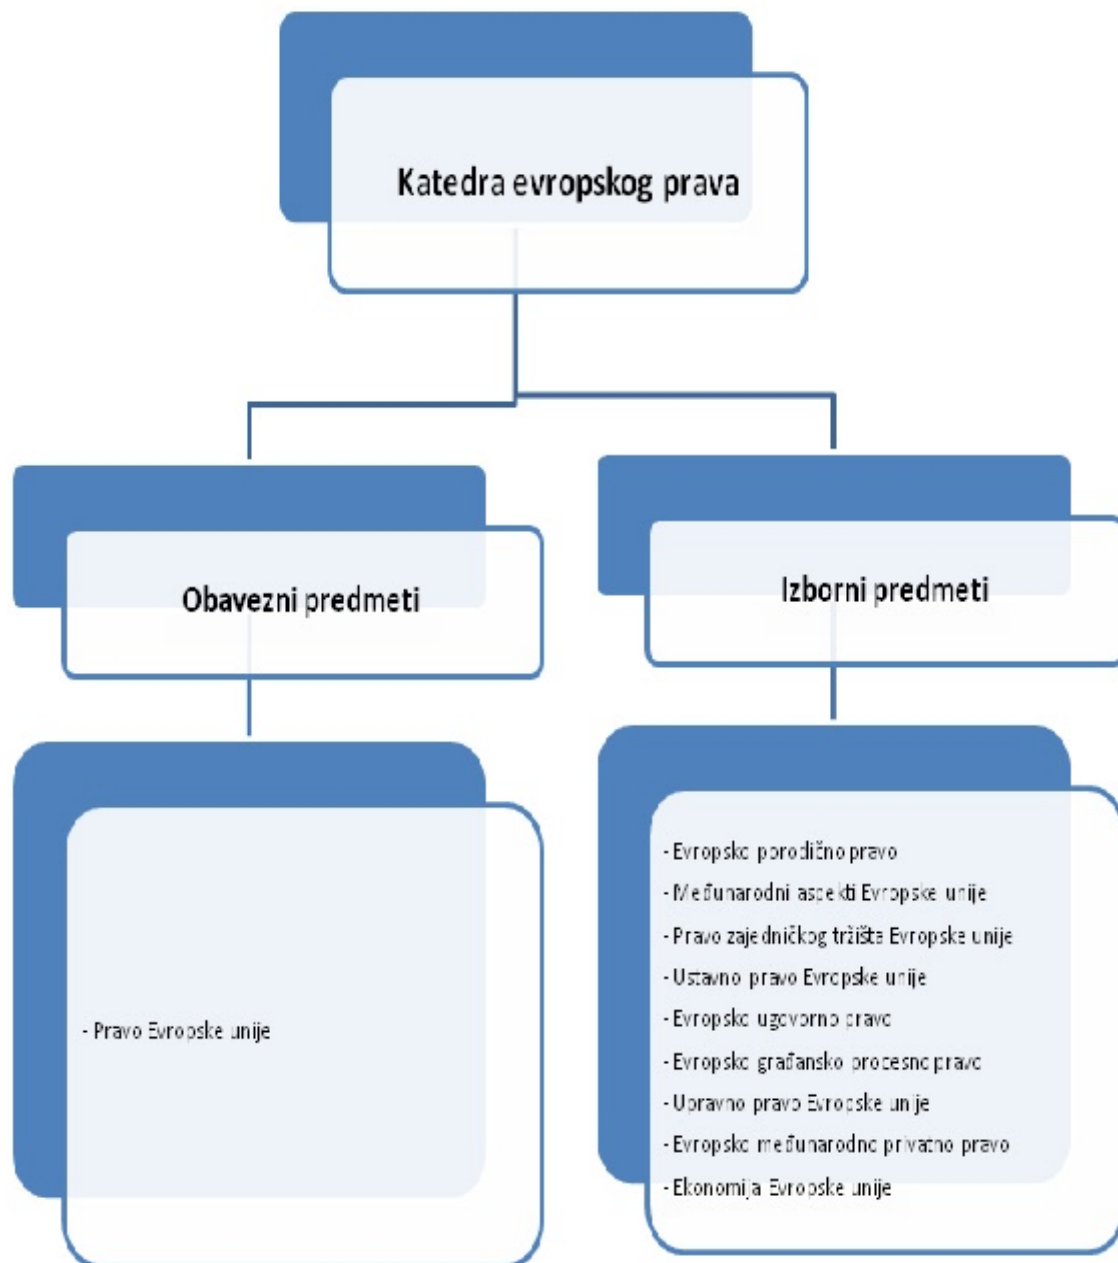 Katedra evropskog prava
Obavezni predmeti
Izborni predmeti
- Pravo Evropske unije
- Evropsko porodično pravo
- Međunarodni aspekti Evropske unije
- Pravo zajedničkog tržišta Evropske unije
- Ustavno pravo Evropske unije
- Evropsko ugovorno pravo
- Evropsko građansko procesno pravo
- Upravno pravo Evropske unije
- Evropsko međunarodno privatno pravo
- Ekonomija Evropske unije